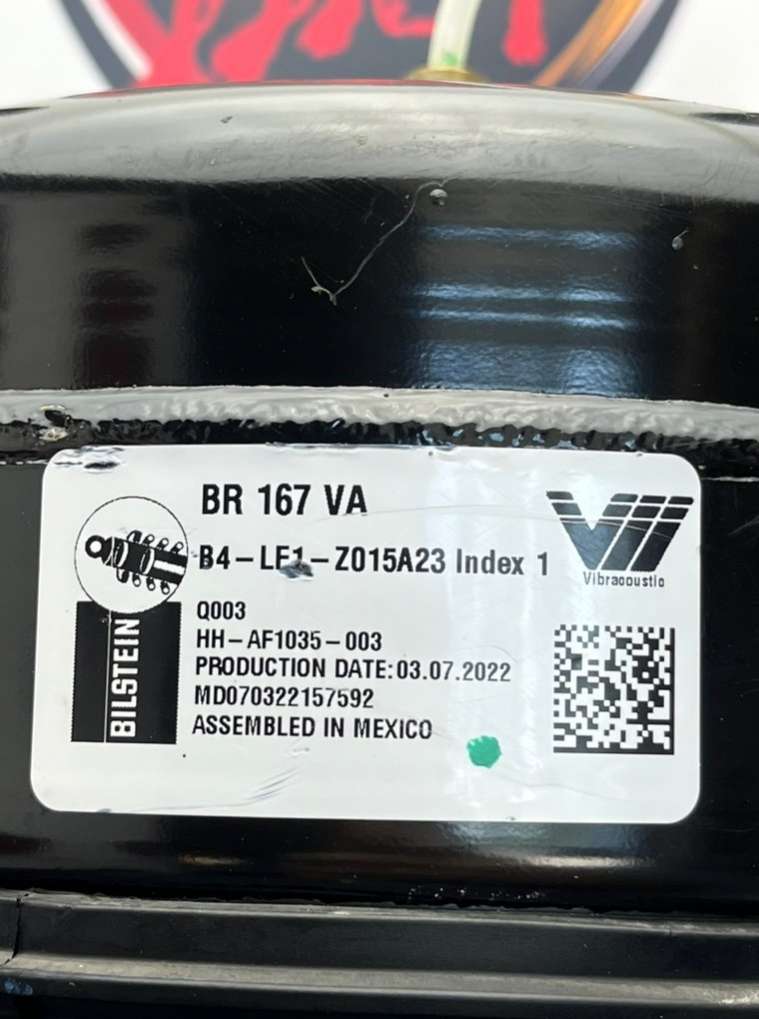 BR 167 VA
B4-LE1-Z015A23 Index 1
Vibracoustic
Q003
HH-AF1035-003
PRODUCTION DATE:03.07.2022
MD070322157592
ASSEMBLED IN MEXICO
BILSTEIN